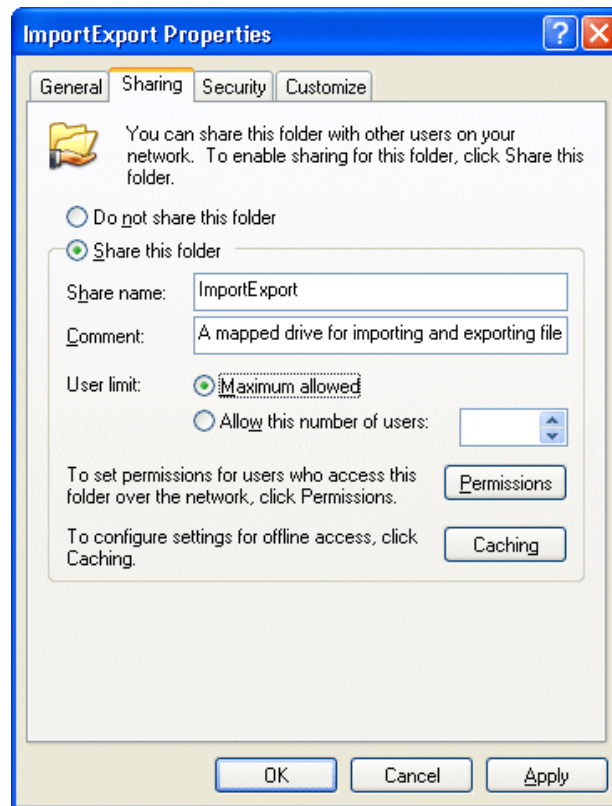 ImportExport Properties
General Sharing Security Customize
You can share this folder with other users on your
network. To enable sharing for this folder, click Share this
folder.
Do not share this folder
Share this folder
Share name: ImportExport
Comment: A mapped drive for importing and exporting file
User limit: Maximum allowed
Allow this number of users:
To set permissions for users who access this
folder over the network, click Permissions.
Permissions
To configure settings for offline access, click
Caching.
Caching
OK Cancel Apply